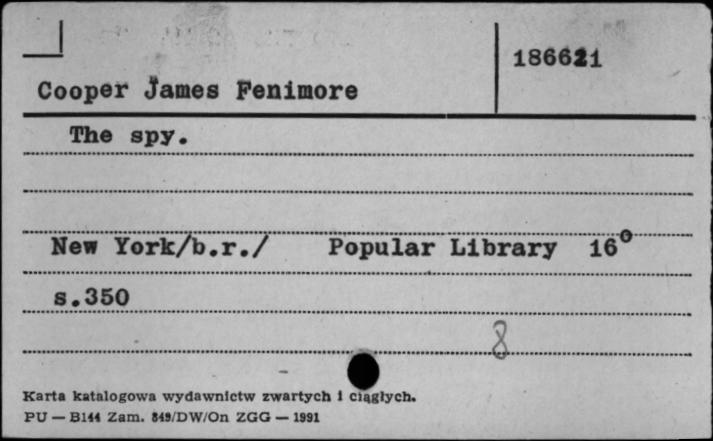 186621
Cooper James Fenimore
The spy.
New York/b.r./ Popular Library 16º
s.350
8
Karta katalogowa wydawnictw zwartych i ciągłych.
PU — B144 Zam. 849/DW/On ZGG — 1991